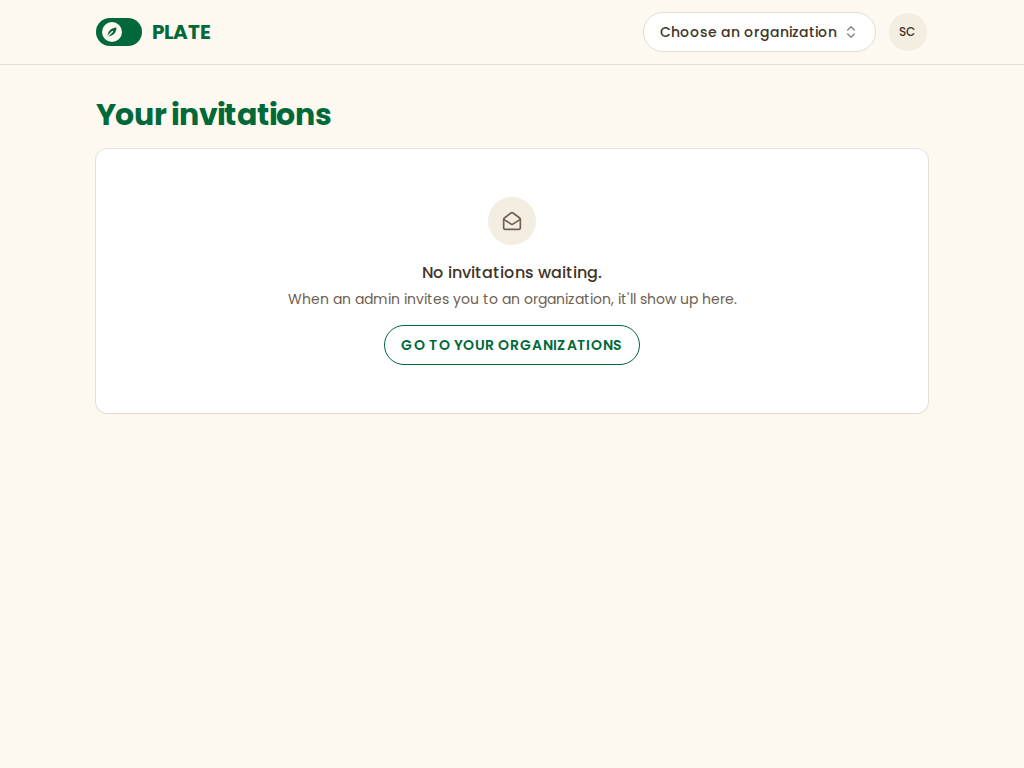 PLATE
Choose an organization
SC
Your invitations
No invitations waiting.
When an admin invites you to an organization, it'll show up here.
GO TO YOUR ORGANIZATIONS